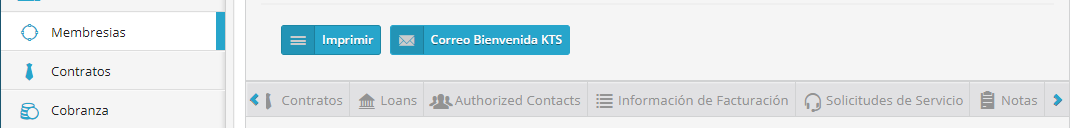 Membresias
Contratos
Cobranza
Imprimir
Correo Bienvenida KTS
Contratos
Loans
Authorized Contacts
Información de Facturación
Solicitudes de Servicio
Notas